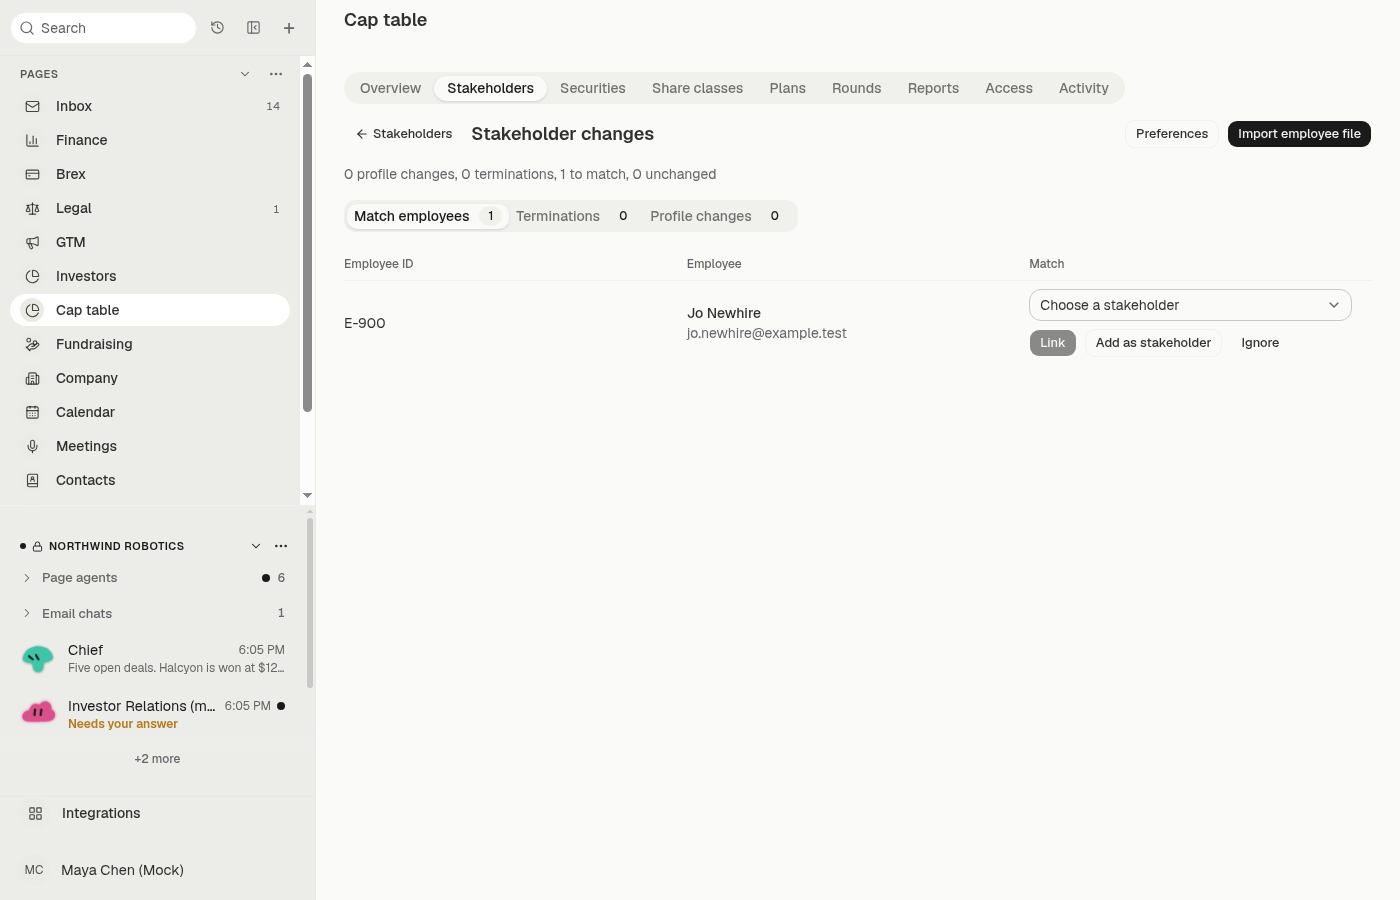 Search
PAGES
Inbox 14
Finance
Brex
Legal 1
GTM
Investors
Cap table
Fundraising
Company
Calendar
Meetings
Contacts
NORTHWIND ROBOTICS
Page agents 6
Email chats 1
Chief 6:05 PM
Five open deals. Halcyon is won at $12...
Investor Relations (m... 6:05 PM
Needs your answer
+2 more
Integrations
MC Maya Chen (Mock)
Cap table
Overview Stakeholders Securities Share classes Plans Rounds Reports Access Activity
Stakeholders Stakeholder changes Preferences Import employee file
0 profile changes, 0 terminations, 1 to match, 0 unchanged
Match employees 1 Terminations 0 Profile changes 0
Employee ID Employee Match
E-900
Jo Newhire
jo.newhire@example.test
Choose a stakeholder
Link Add as stakeholder Ignore